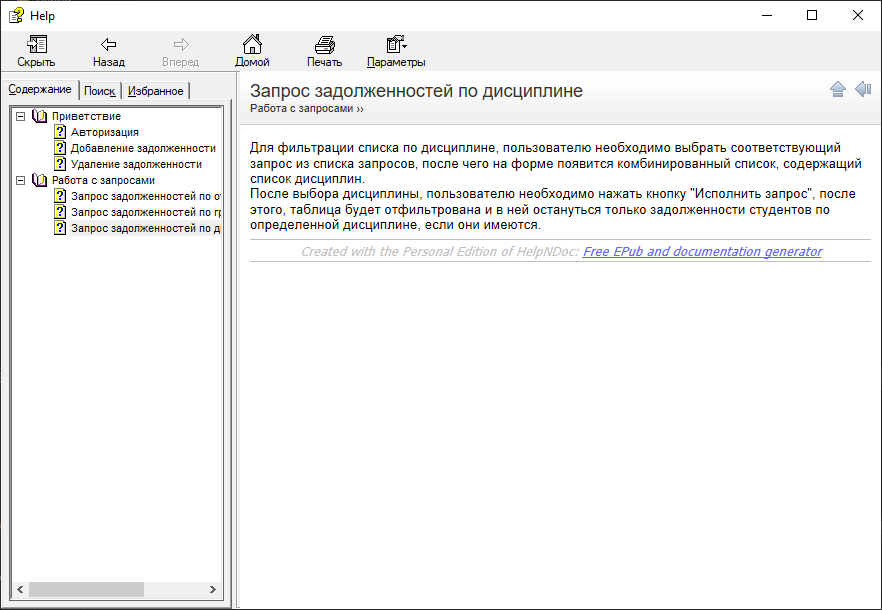 Help
Скрыть
Назад
Вперед
Домой
Печать
Параметры
Содержание
Поиск
Избранное
Приветствие
Авторизация
Добавление задолженности
Удаление задолженности
Работа с запросами
Запрос задолженностей по о
Запрос задолженностей по г
Запрос задолженностей по д
Запрос задолженностей по дисциплине
Работа с запросами ››
Для фильтрации списка по дисциплине, пользователю необходимо выбрать соответствующий
запрос из списка запросов, после чего на форме появится комбинированный список, содержащий
список дисциплин.
После выбора дисциплины, пользователю необходимо нажать кнопку "Исполнить запрос", после
этого, таблица будет отфильтрована и в ней остануться только задолженности студентов по
определенной дисциплине, если они имеются.
Created with the Personal Edition of HelpNDoc: Free EPub and documentation generator